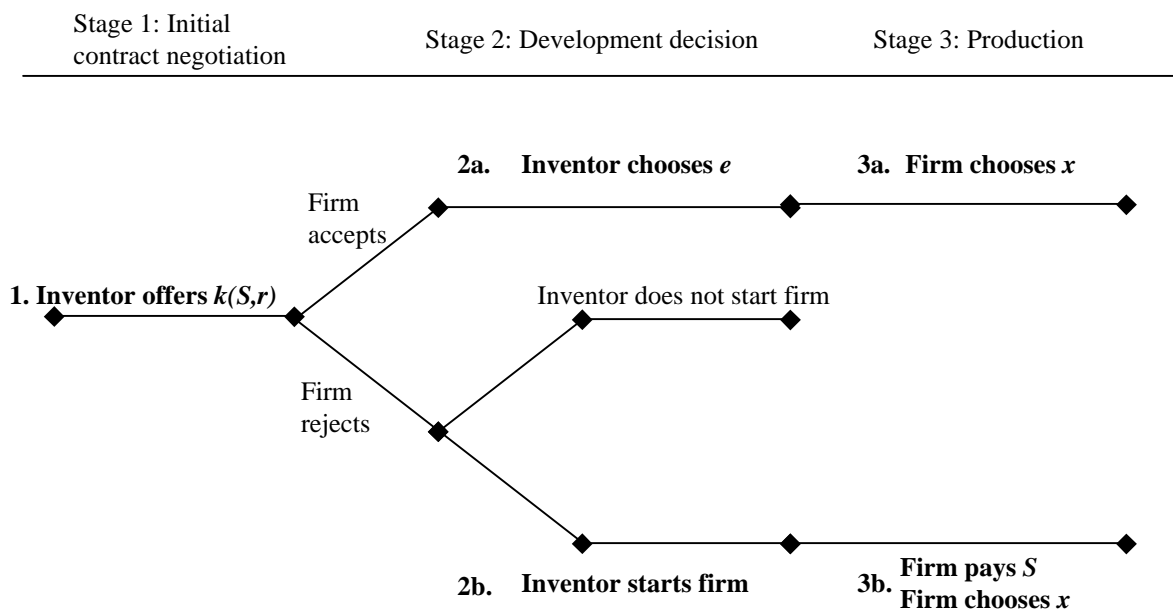 Stage 1: Initial
contract negotiation
Stage 2: Development decision
Stage 3: Production
2a. Inventor chooses e
3a. Firm chooses x
Firm
accepts
1. Inventor offers k(S,r)
Inventor does not start firm
Firm
rejects
2b. Inventor starts firm
3b. Firm pays S
Firm chooses x